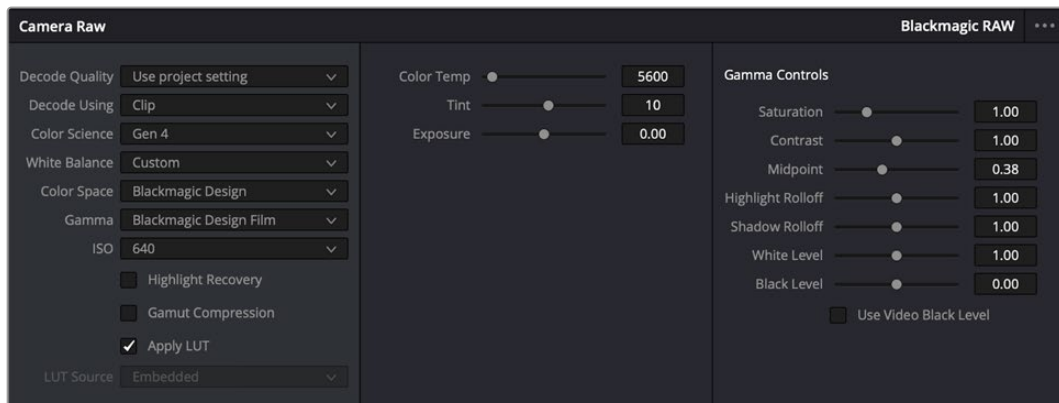 Camera Raw
Blackmagic RAW
Decode Quality Use project setting
Decode Using Clip
Color Science Gen 4
White Balance Custom
Color Space Blackmagic Design
Gamma Blackmagic Design Film
ISO 640
Highlight Recovery
Gamut Compression
Apply LUT
LUT Source Embedded
Color Temp 5600
Tint 10
Exposure 0.00
Gamma Controls
Saturation 1.00
Contrast 1.00
Midpoint 0.38
Highlight Rolloff 1.00
Shadow Rolloff 1.00
White Level 1.00
Black Level 0.00
Use Video Black Level